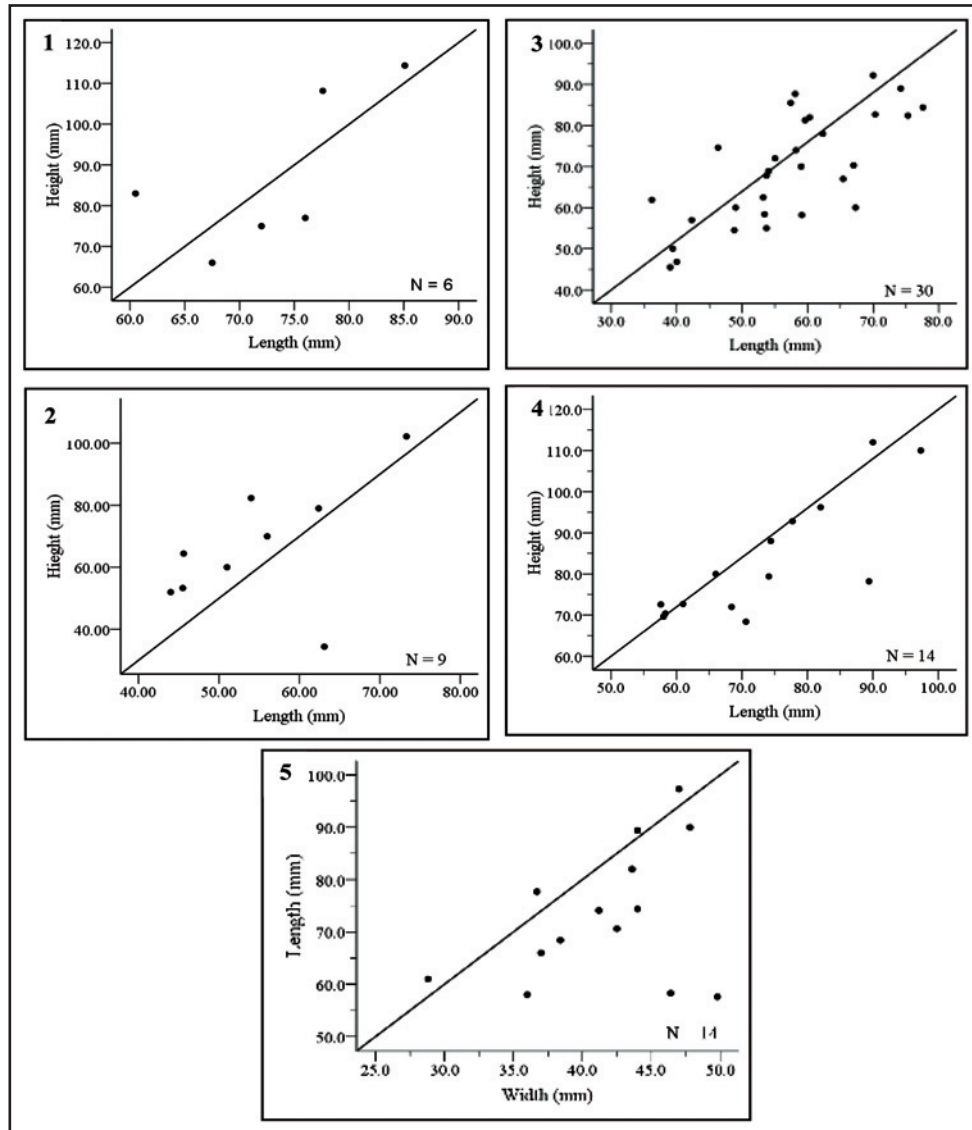 1
120.0
110.0
100.0
90.0
80.0
70.0
60.0
Height (mm)
60.0 65.0 70.0 75.0 80.0 85.0 90.0
Length (mm)
N = 6
3
100.0
90.0
80.0
70.0
60.0
50.0
40.0
Height (mm)
30.0 40.0 50.0 60.0 70.0 80.0
Length (mm)
N = 30
2
100.00
80.00
60.00
40.00
Hieght (mm)
40.00 50.00 60.00 70.00 80.00
Length (mm)
N = 9
4
120.0
110.0
100.0
90.0
80.0
70.0
60.0
Height (mm)
50.0 60.0 70.0 80.0 90.0 100.0
Length (mm)
N = 14
5
100.0
90.0
80.0
70.0
60.0
50.0
Length (mm)
25.0 30.0 35.0 40.0 45.0 50.0
Width (mm)
N 14